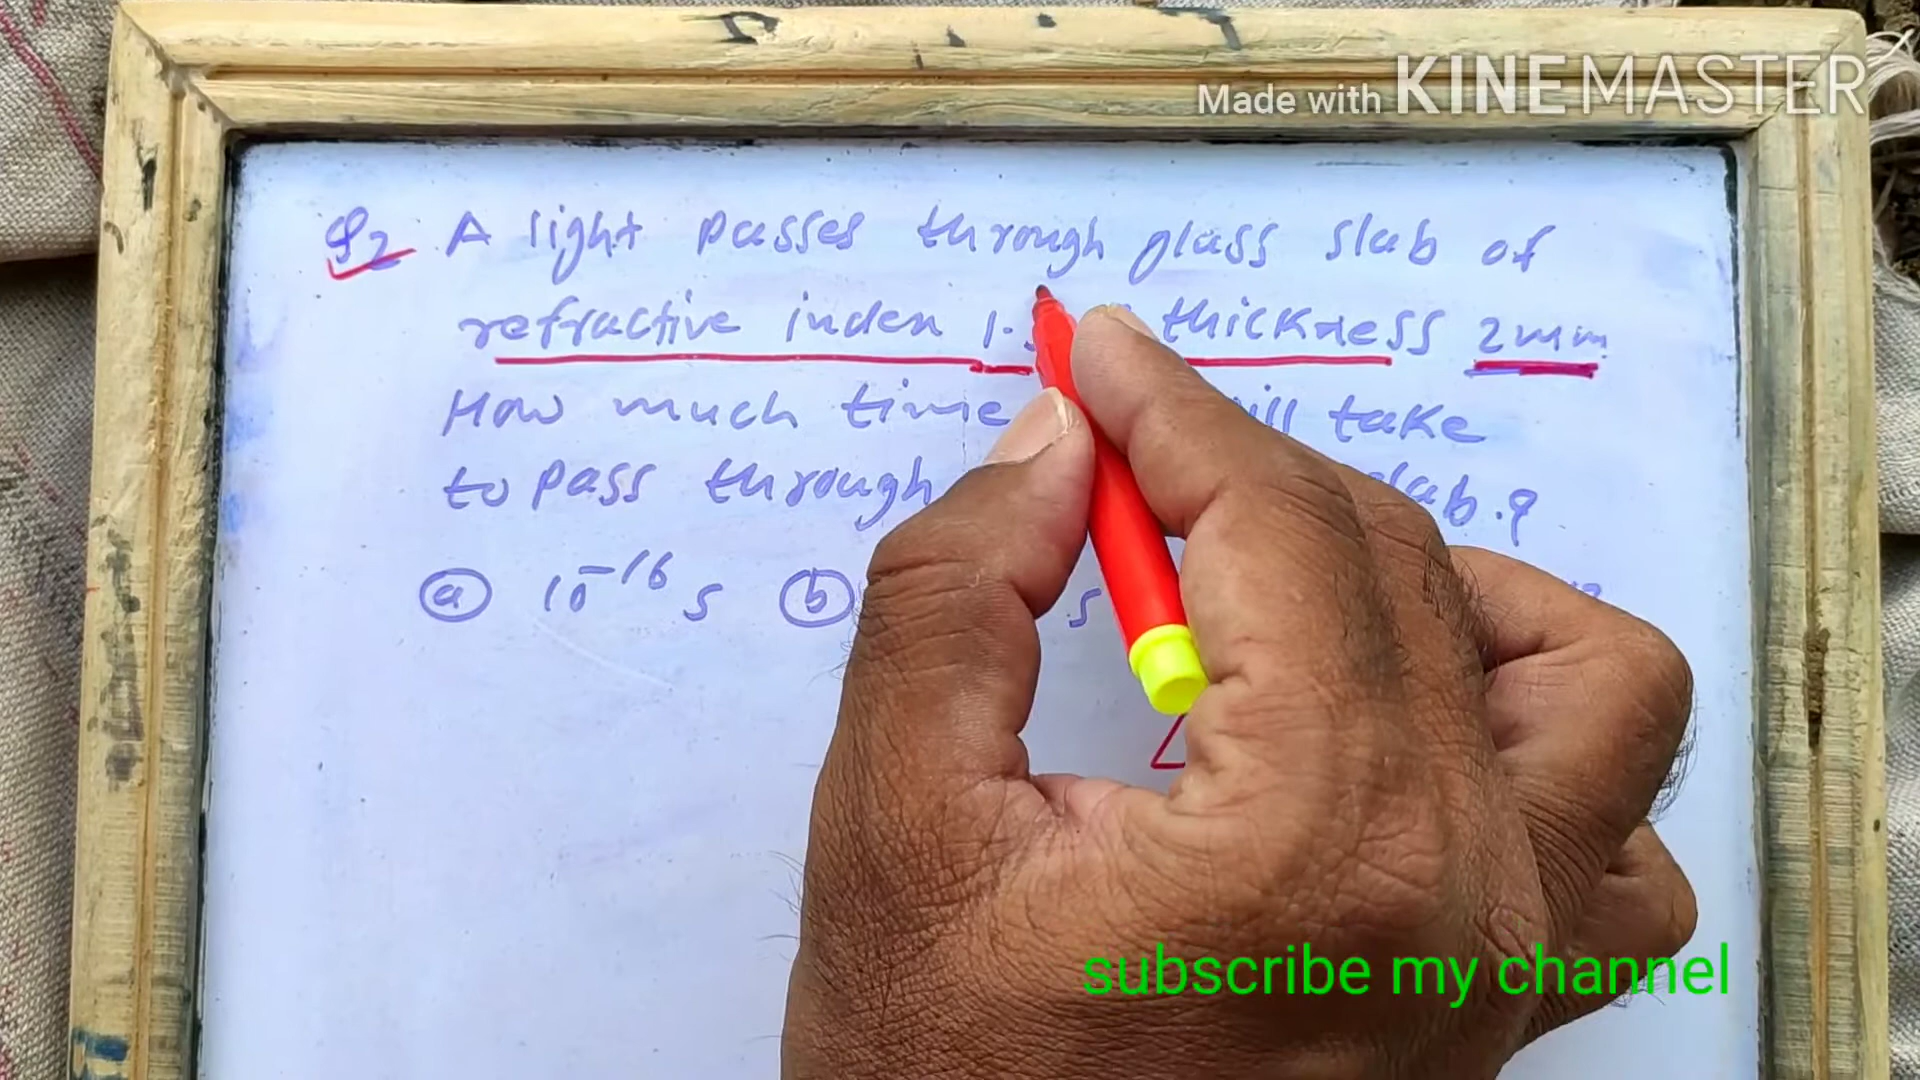 Made with KINEMASTER
Q2 A light passes through glass slab of
refractive index 1. thickness 2mm
How much time take
to pass through slab.?
(a) 10⁻¹⁶ s (b) s
subscribe my channel